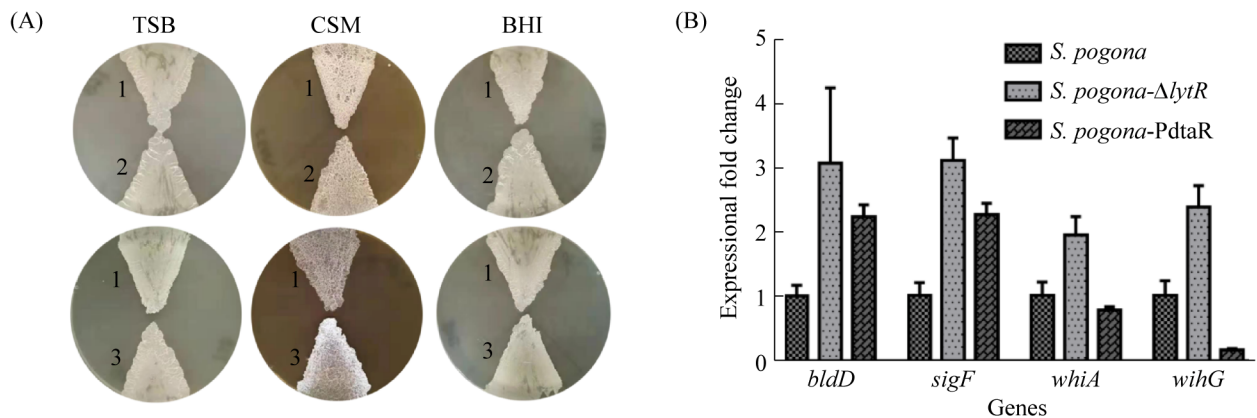 (A)
TSB CSM BHI
1 1 1
2 2 2
1 1 1
3 3 3
(B)
Expressional fold change
5
4
3
2
1
0
S. pogona
S. pogona-ΔlytR
S. pogona-PdtaR
bldD sigF whiA wihG
Genes